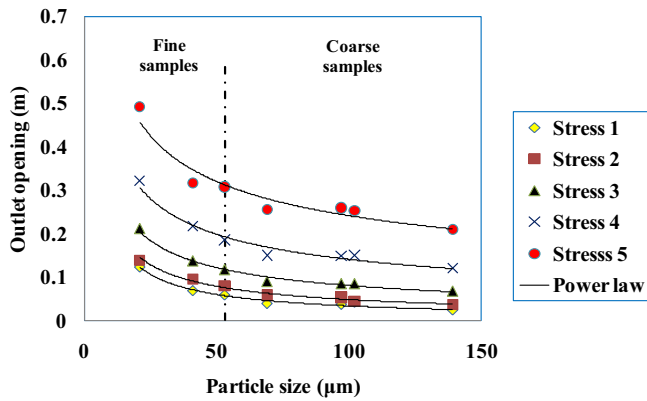 0.7
0.6
0.5
0.4
0.3
0.2
0.1
0
Outlet opening (m)
Fine
samples
Coarse
samples
0
50
100
150
Particle size (µm)
Stress 1
Stress 2
Stress 3
Stress 4
Stresss 5
Power law